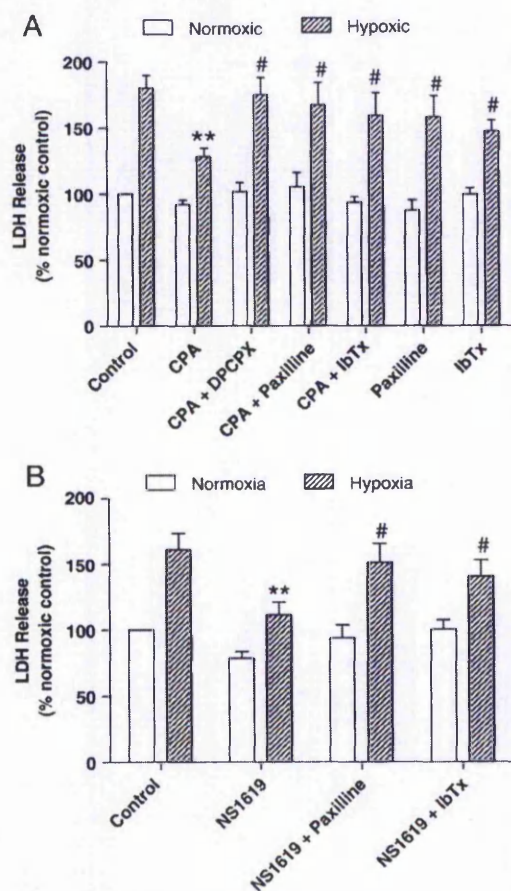 A
Normoxic
Hypoxic
LDH Release
(% normoxic control)
200
150
100
50
0
**
#
#
#
#
#
Control
CPA
CPA + DPCPX
CPA + Paxilline
CPA + IbTx
Paxilline
IbTx
B
Normoxia
Hypoxia
LDH Release
(% normoxic control)
200
150
100
50
0
**
#
#
Control
NS1619
NS1619 + Paxilline
NS1619 + IbTx